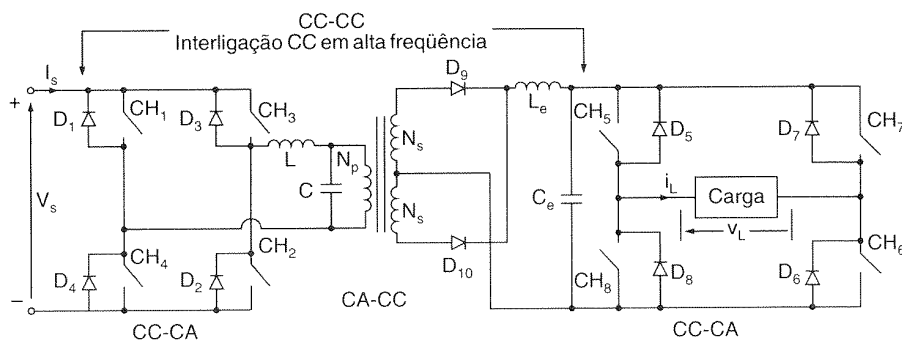 CC-CC
Interligação CC em alta freqüência
I_s
+
D_1
CH_1
D_3
CH_3
D_9
L_e
CH_5
D_5
D_7
CH_7
L
N_p
N_s
C
V_s
N_s
C_e
i_L
Carga
v_L
D_4
CH_4
D_2
CH_2
D_10
CH_8
D_8
D_6
CH_6
–
CC-CA
CA-CC
CC-CA